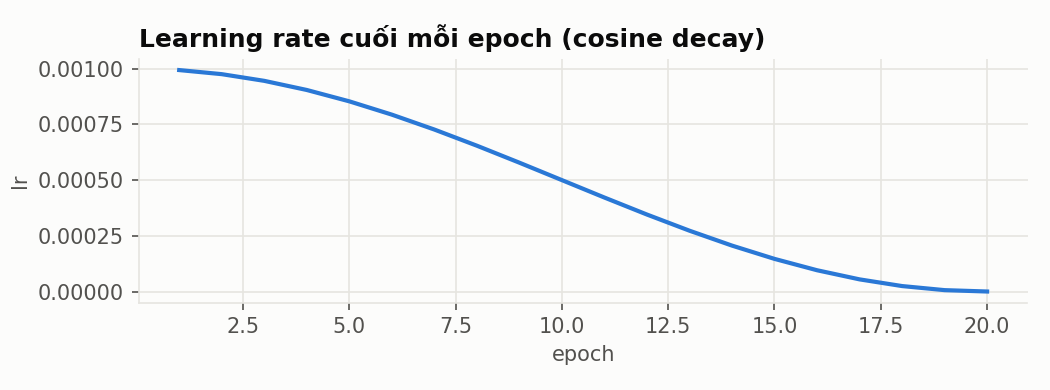 Learning rate cuối mỗi epoch (cosine decay)
lr
0.00100
0.00075
0.00050
0.00025
0.00000
2.5 5.0 7.5 10.0 12.5 15.0 17.5 20.0
epoch